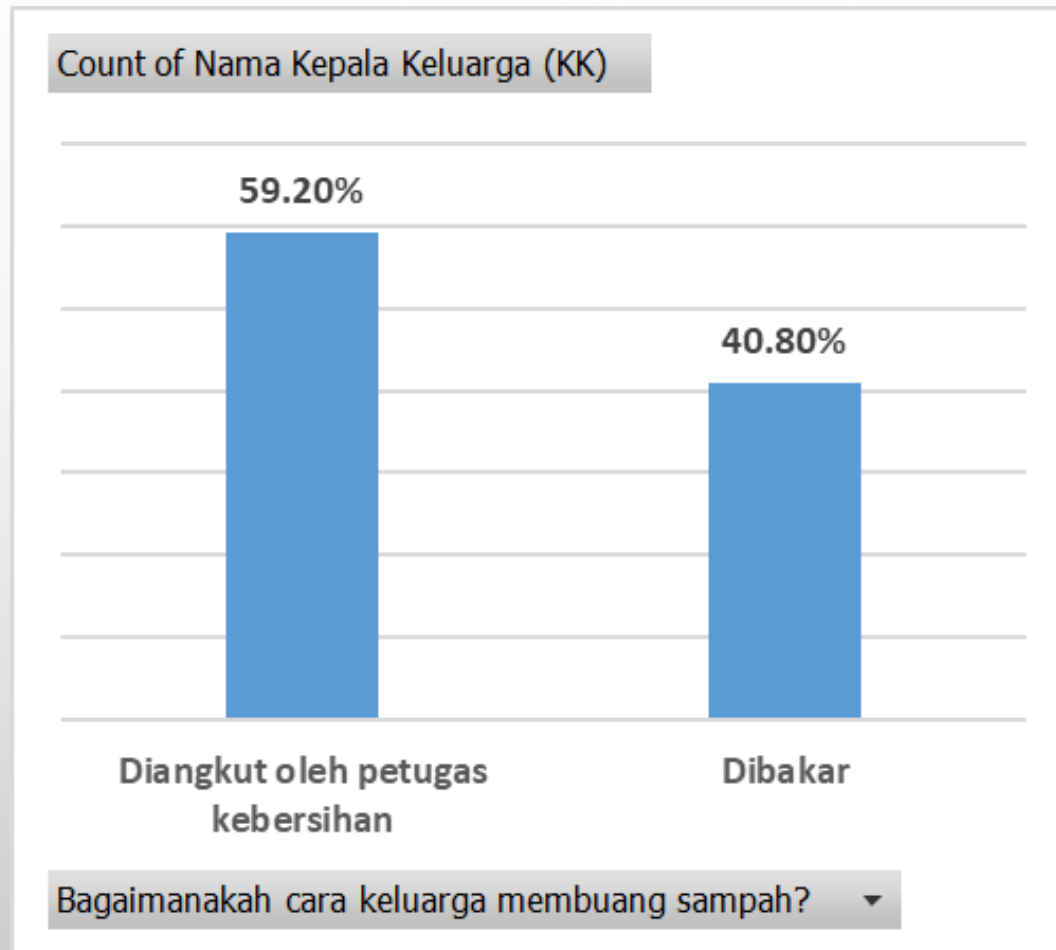 Count of Nama Kepala Keluarga (KK)
59.20%
40.80%
Diangkut oleh petugas
kebersihan
Dibakar
Bagaimanakah cara keluarga membuang sampah?